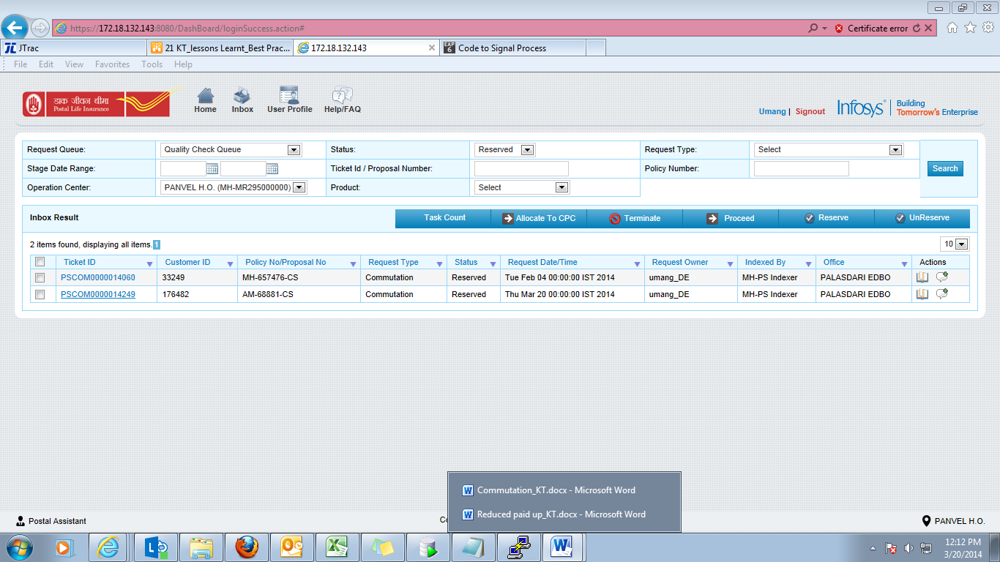 https://172.18.132.143:8080/DashBoard/loginSuccess.action#
Certificate error
JTrac
21 KT_lessons Learnt_Best Prac...
172.18.132.143
EAP 6
Code to Signal Process
File Edit View Favorites Tools Help
डाक जीवन बीमा
Postal Life Insurance
Home
Inbox
User Profile
Help/FAQ
Umang | Signout
Infosys | Building Tomorrow's Enterprise
Request Queue: Quality Check Queue Status: Reserved Request Type: Select
Stage Date Range: Ticket Id / Proposal Number: Policy Number:
Search
Operation Center: PANVEL H.O. (MH-MR295000000) Product: Select
Inbox Result
Task Count
Allocate To CPC
Terminate
Proceed
Reserve
UnReserve
2 items found, displaying all items. 1
10
Ticket ID Customer ID Policy No/Proposal No Request Type Status Request Date/Time Request Owner Indexed By Office Actions
PSCOM0000014060 33249 MH-657476-CS Commutation Reserved Tue Feb 04 00:00:00 IST 2014 umang_DE MH-PS Indexer PALASDARI EDBO
PSCOM0000014249 176482 AM-68881-CS Commutation Reserved Thu Mar 20 00:00:00 IST 2014 umang_DE MH-PS Indexer PALASDARI EDBO
Commutation_KT.docx - Microsoft Word
Reduced paid up_KT.docx - Microsoft Word
Postal Assistant
PANVEL H.O.
12:12 PM
3/20/2014